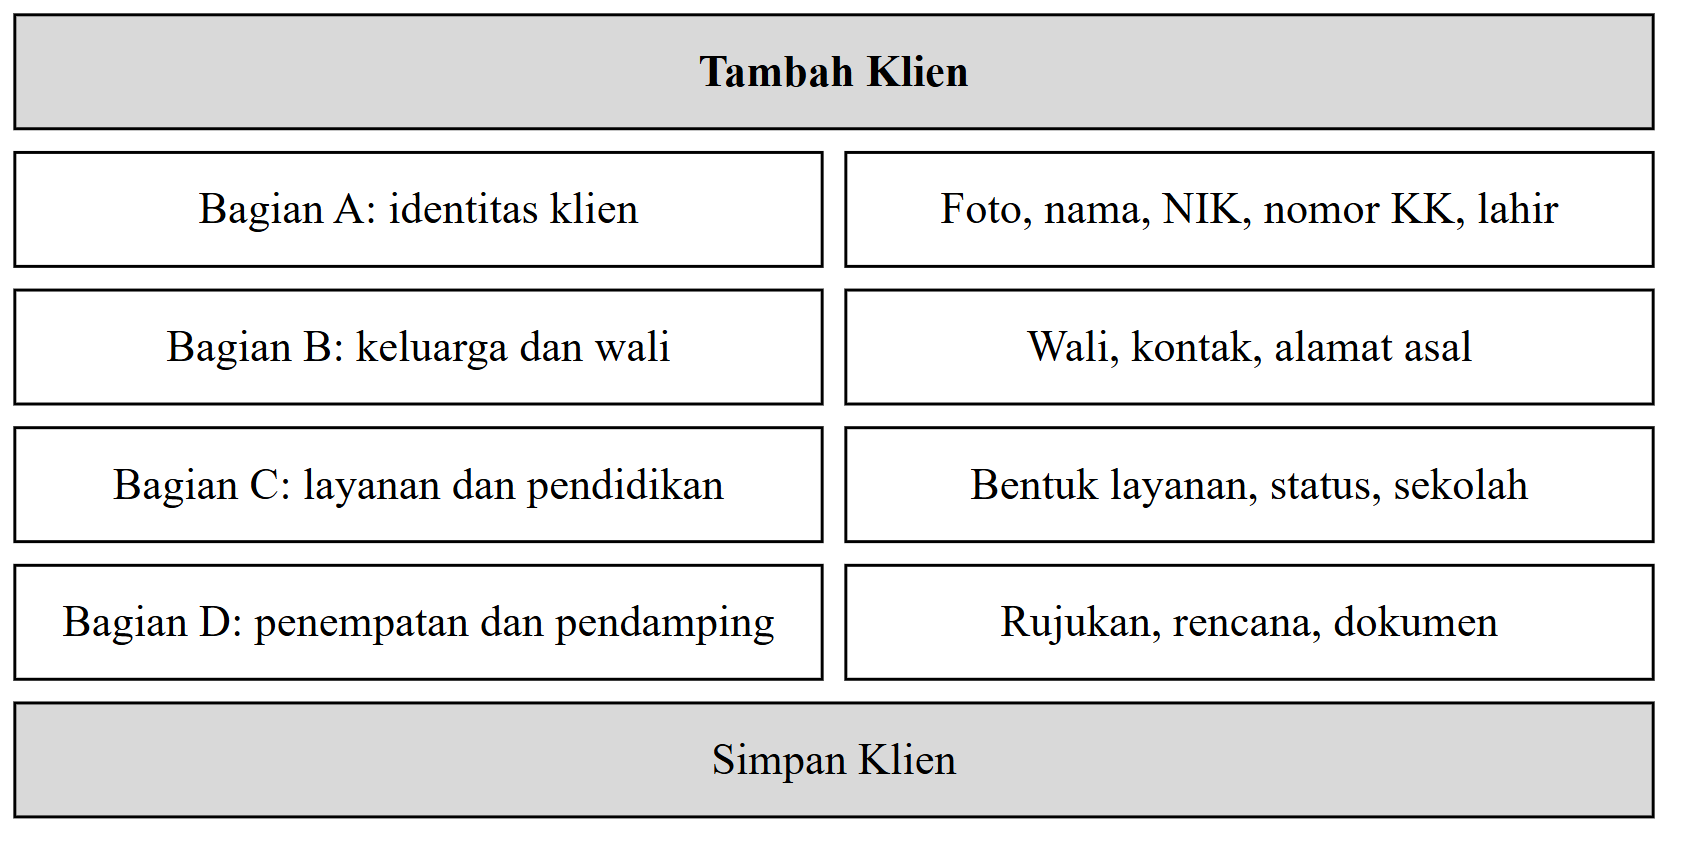 Tambah Klien
Bagian A: identitas klien
Foto, nama, NIK, nomor KK, lahir
Bagian B: keluarga dan wali
Wali, kontak, alamat asal
Bagian C: layanan dan pendidikan
Bentuk layanan, status, sekolah
Bagian D: penempatan dan pendamping
Rujukan, rencana, dokumen
Simpan Klien